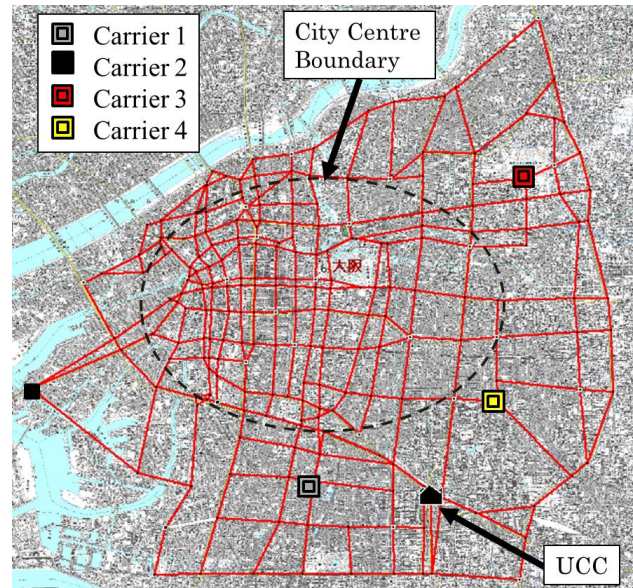 Carrier 1
Carrier 2
Carrier 3
Carrier 4
City Centre
Boundary
大阪
UCC